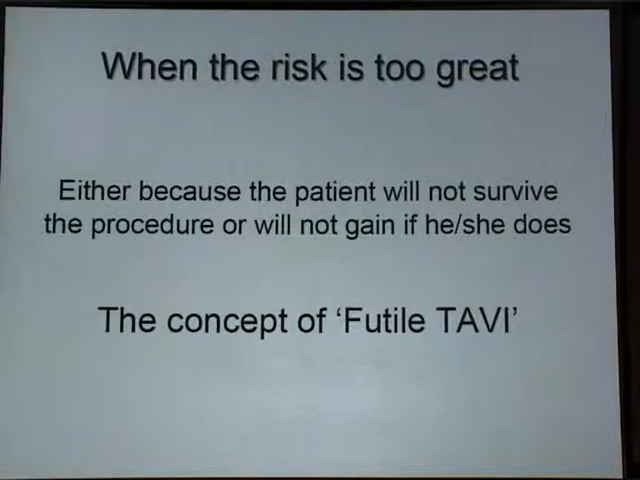 When the risk is too great
Either because the patient will not survive
the procedure or will not gain if he/she does
The concept of ‘Futile TAVI’